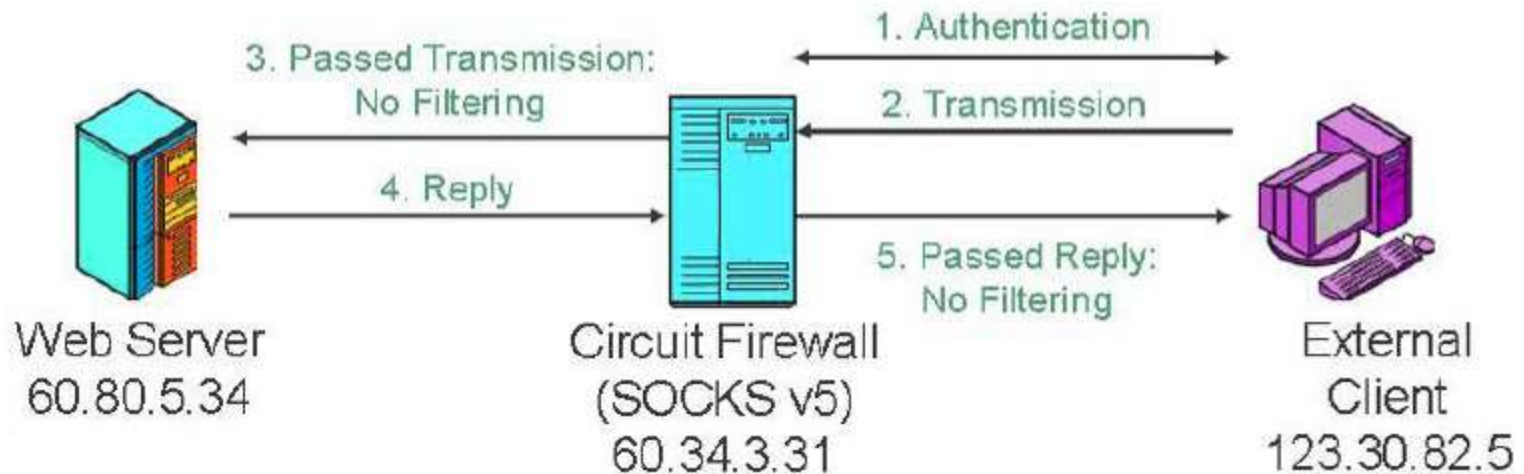 1. Authentication
3. Passed Transmission:
No Filtering
2. Transmission
4. Reply
5. Passed Reply:
No Filtering
Web Server
60.80.5.34
Circuit Firewall
(SOCKS v5)
60.34.3.31
External
Client
123.30.82.5